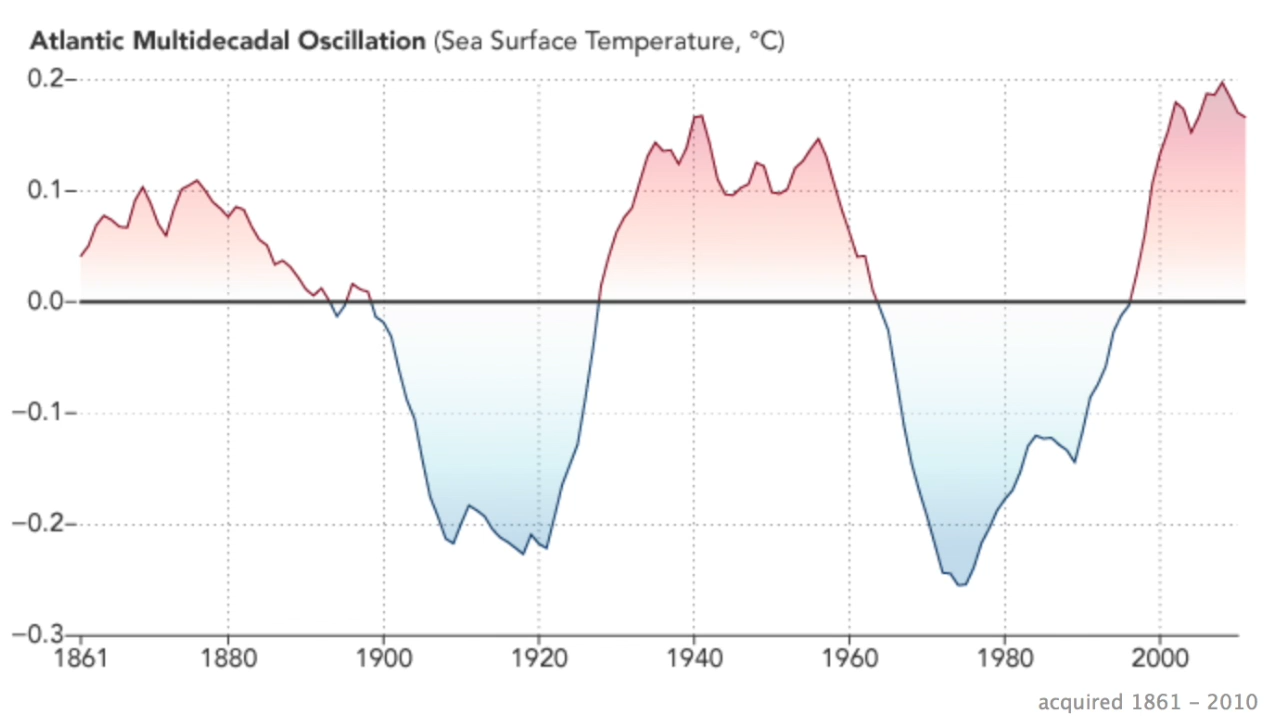 Atlantic Multidecadal Oscillation (Sea Surface Temperature, °C)
0.2
0.1
0.0
−0.1
−0.2
−0.3
1861 1880 1900 1920 1940 1960 1980 2000
acquired 1861 – 2010